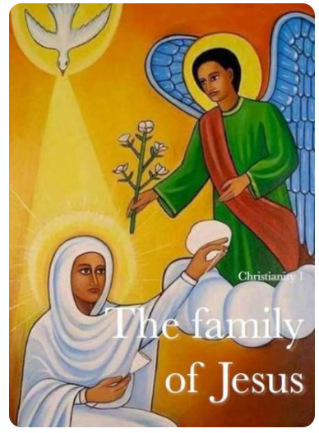 Christianity 1
The family
of Jesus